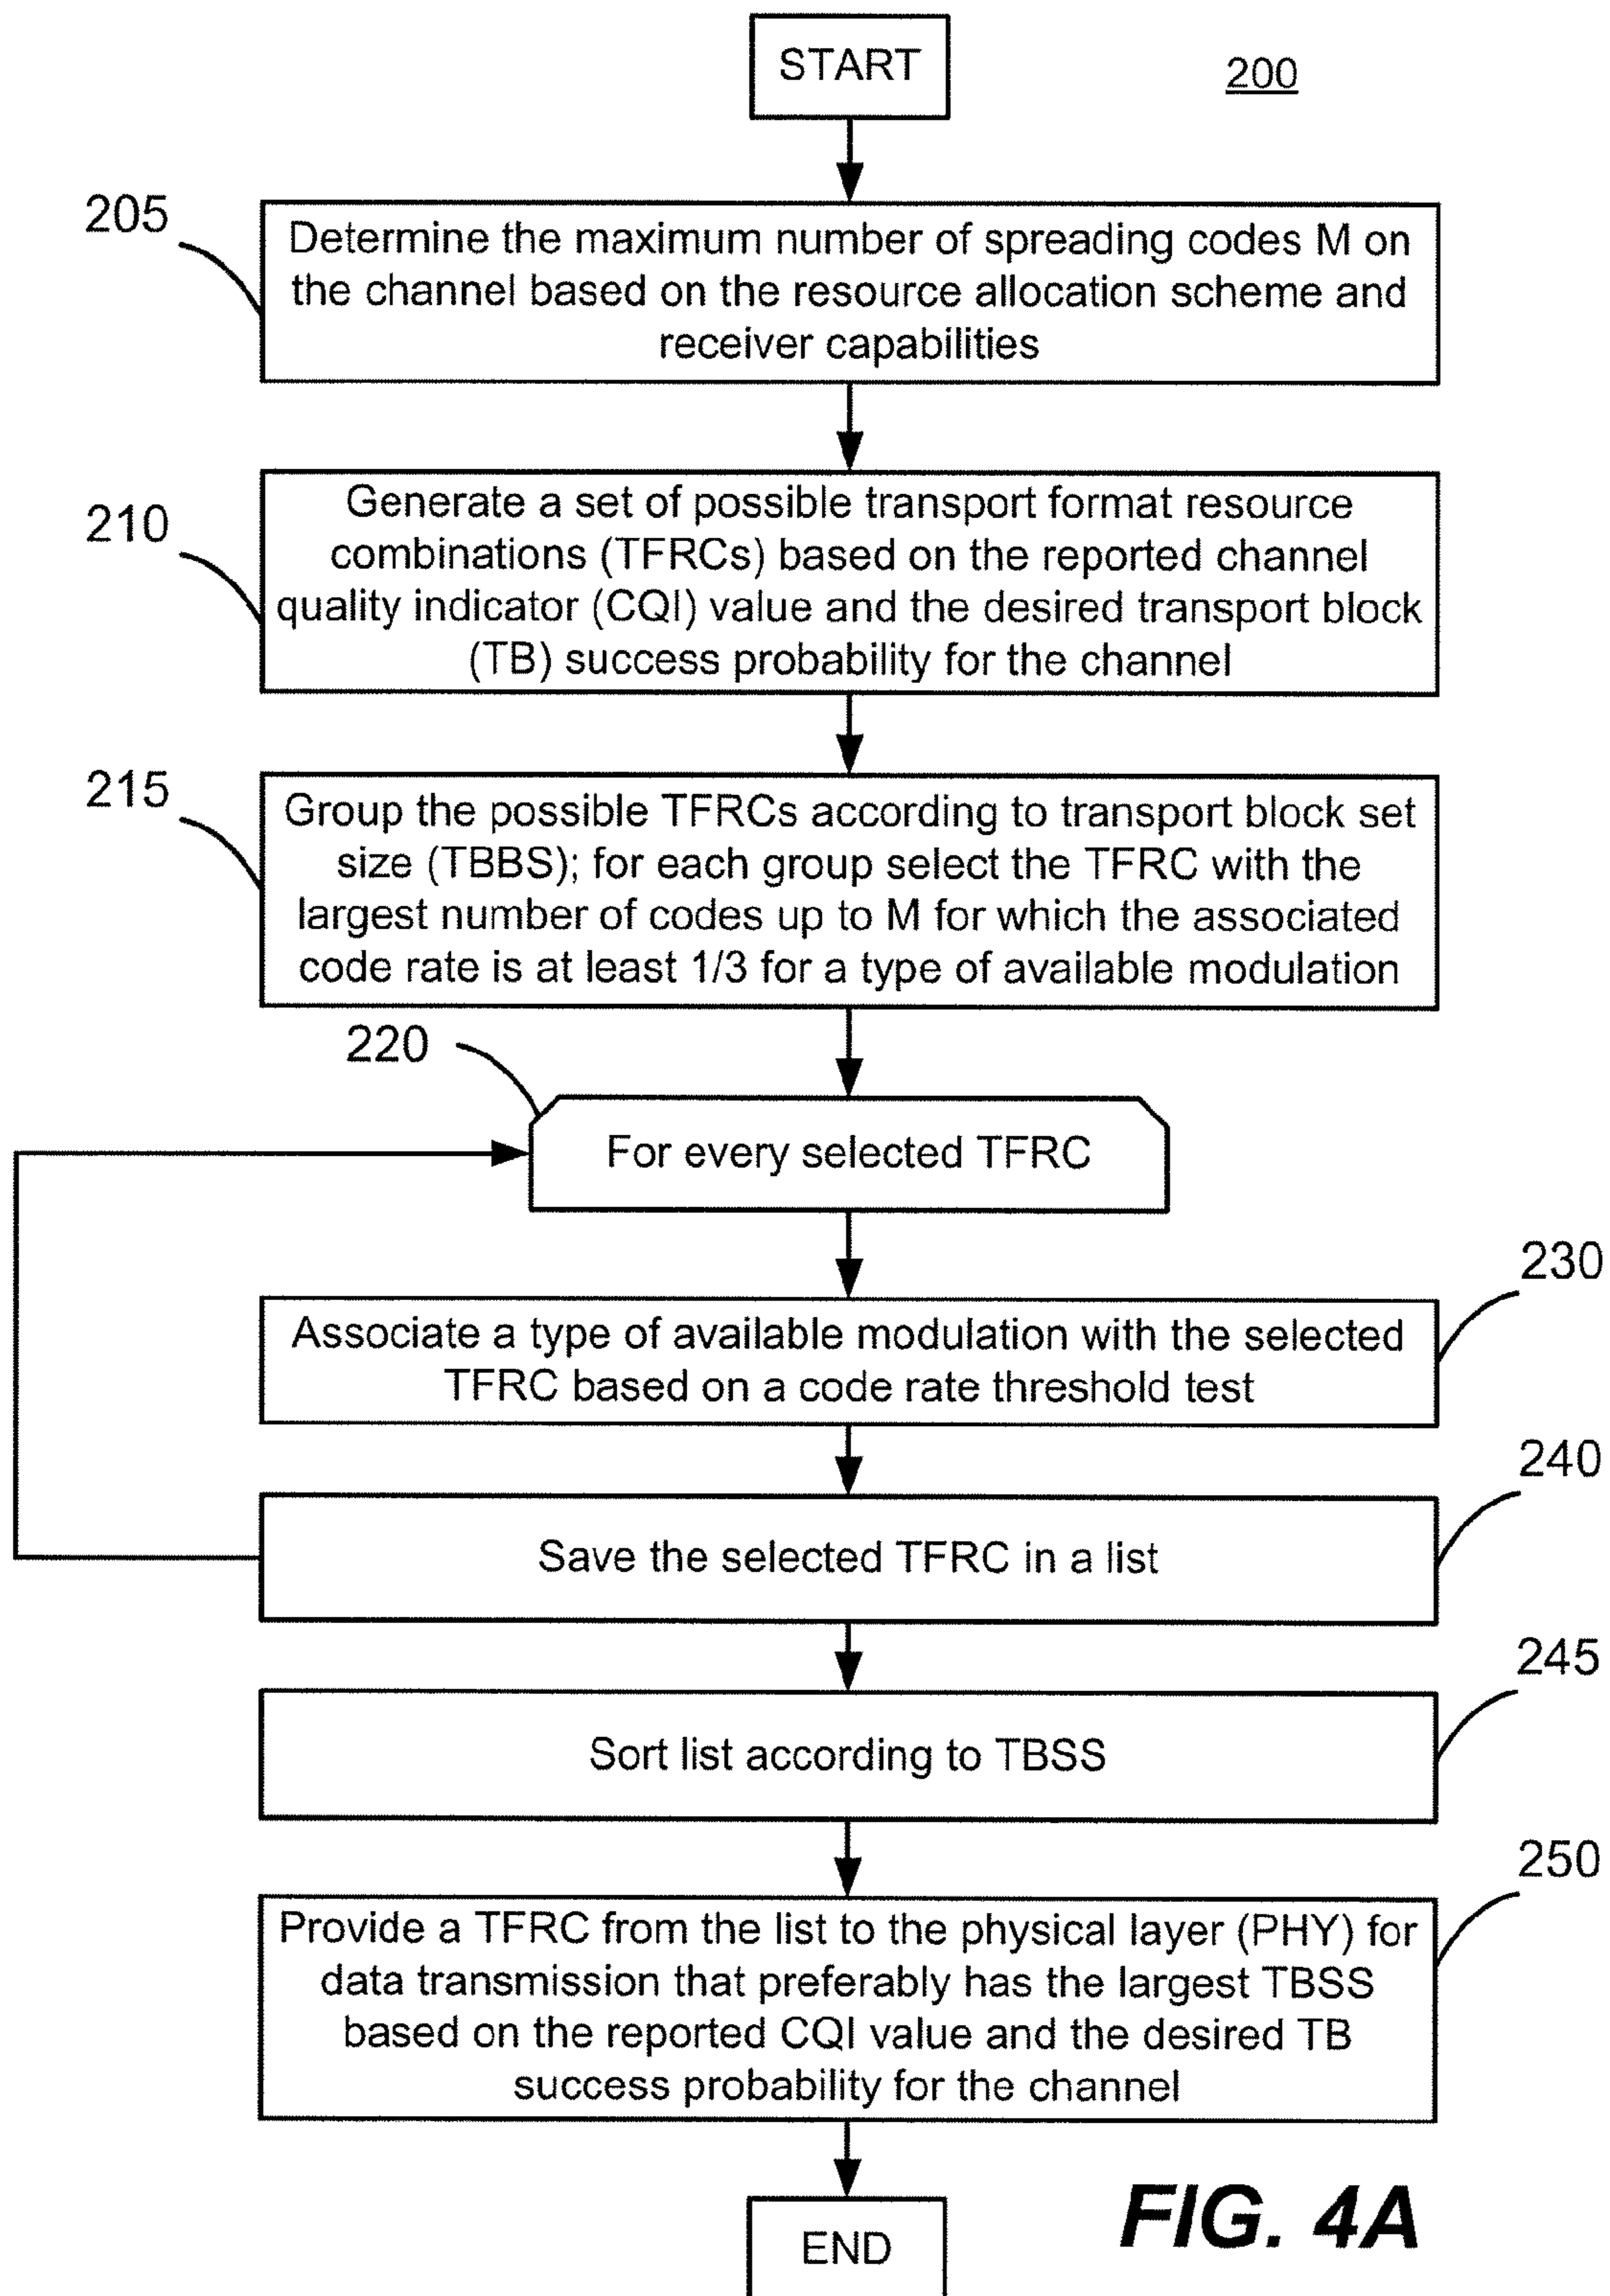 START
200
205
Determine the maximum number of spreading codes M on
the channel based on the resource allocation scheme and
receiver capabilities
210
Generate a set of possible transport format resource
combinations (TFRCs) based on the reported channel
quality indicator (CQI) value and the desired transport block
(TB) success probability for the channel
215
Group the possible TFRCs according to transport block set
size (TBBS); for each group select the TFRC with the
largest number of codes up to M for which the associated
code rate is at least 1/3 for a type of available modulation
220
For every selected TFRC
230
Associate a type of available modulation with the selected
TFRC based on a code rate threshold test
240
Save the selected TFRC in a list
245
Sort list according to TBSS
250
Provide a TFRC from the list to the physical layer (PHY) for
data transmission that preferably has the largest TBSS
based on the reported CQI value and the desired TB
success probability for the channel
END
FIG. 4A